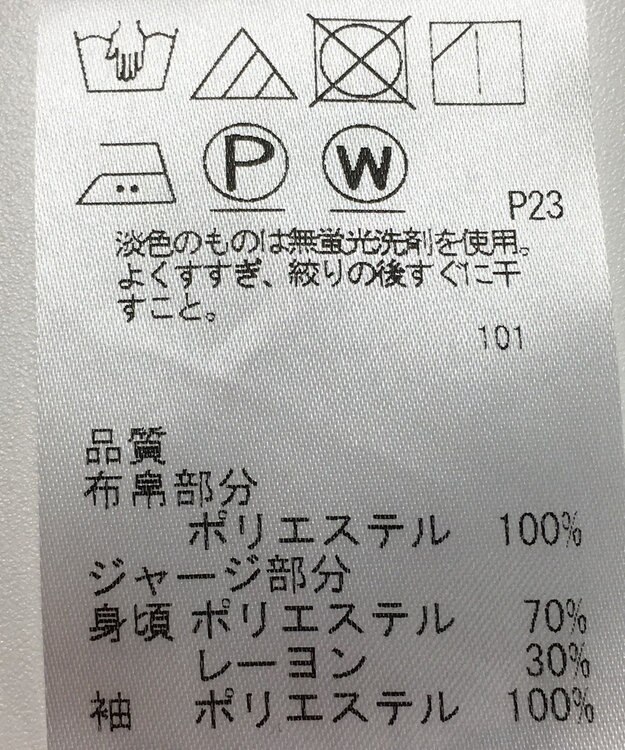 P W
P23
淡色のものは無蛍光洗剤を使用。
よくすすぎ、絞りの後すぐに干
すこと。
101
品質
布帛部分
ポリエステル 100%
ジャージ部分
身頃 ポリエステル 70%
レーヨン 30%
袖 ポリエステル 100%